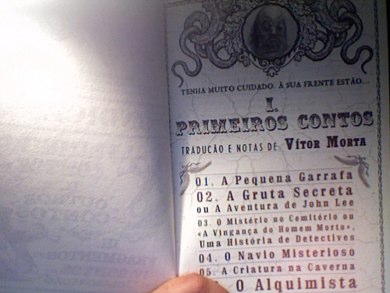 TENHA MUITO CUIDADO. À SUA FRENTE ESTÃO...
I.
PRIMEIROS CONTOS
TRADUÇÃO E NOTAS DE VÍTOR MORTA
01. A Pequena Garrafa
02. A Gruta Secreta
ou A Aventura de John Lee
03. O Mistério no Cemitério ou
«A Vingança do Homem Morto»,
Uma História de Detectives
04. O Navio Misterioso
05. A Criatura na Caverna
O Alquimista